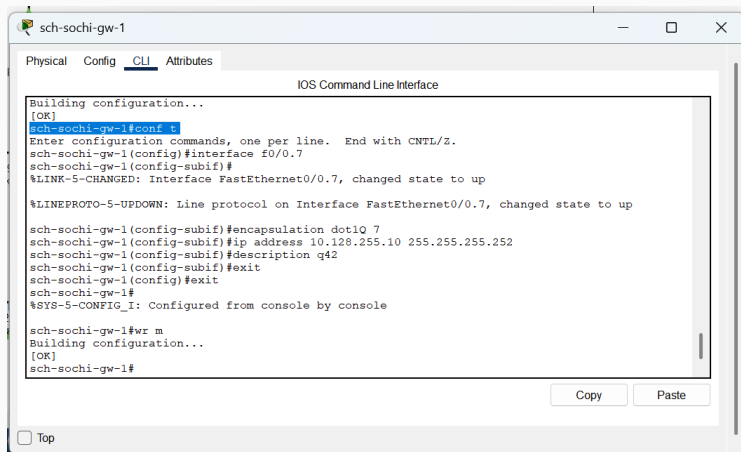 sch-sochi-gw-1
Physical Config CLI Attributes
IOS Command Line Interface
Building configuration...
[OK]
sch-sochi-gw-1#conf t
Enter configuration commands, one per line.  End with CNTL/Z.
sch-sochi-gw-1(config)#interface f0/0.7
sch-sochi-gw-1(config-subif)#
%LINK-5-CHANGED: Interface FastEthernet0/0.7, changed state to up
%LINEPROTO-5-UPDOWN: Line protocol on Interface FastEthernet0/0.7, changed state to up
sch-sochi-gw-1(config-subif)#encapsulation dot1Q 7
sch-sochi-gw-1(config-subif)#ip address 10.128.255.10 255.255.255.252
sch-sochi-gw-1(config-subif)#description q42
sch-sochi-gw-1(config-subif)#exit
sch-sochi-gw-1(config)#exit
sch-sochi-gw-1#
%SYS-5-CONFIG_I: Configured from console by console
sch-sochi-gw-1#wr m
Building configuration...
[OK]
sch-sochi-gw-1#
Copy Paste
Top